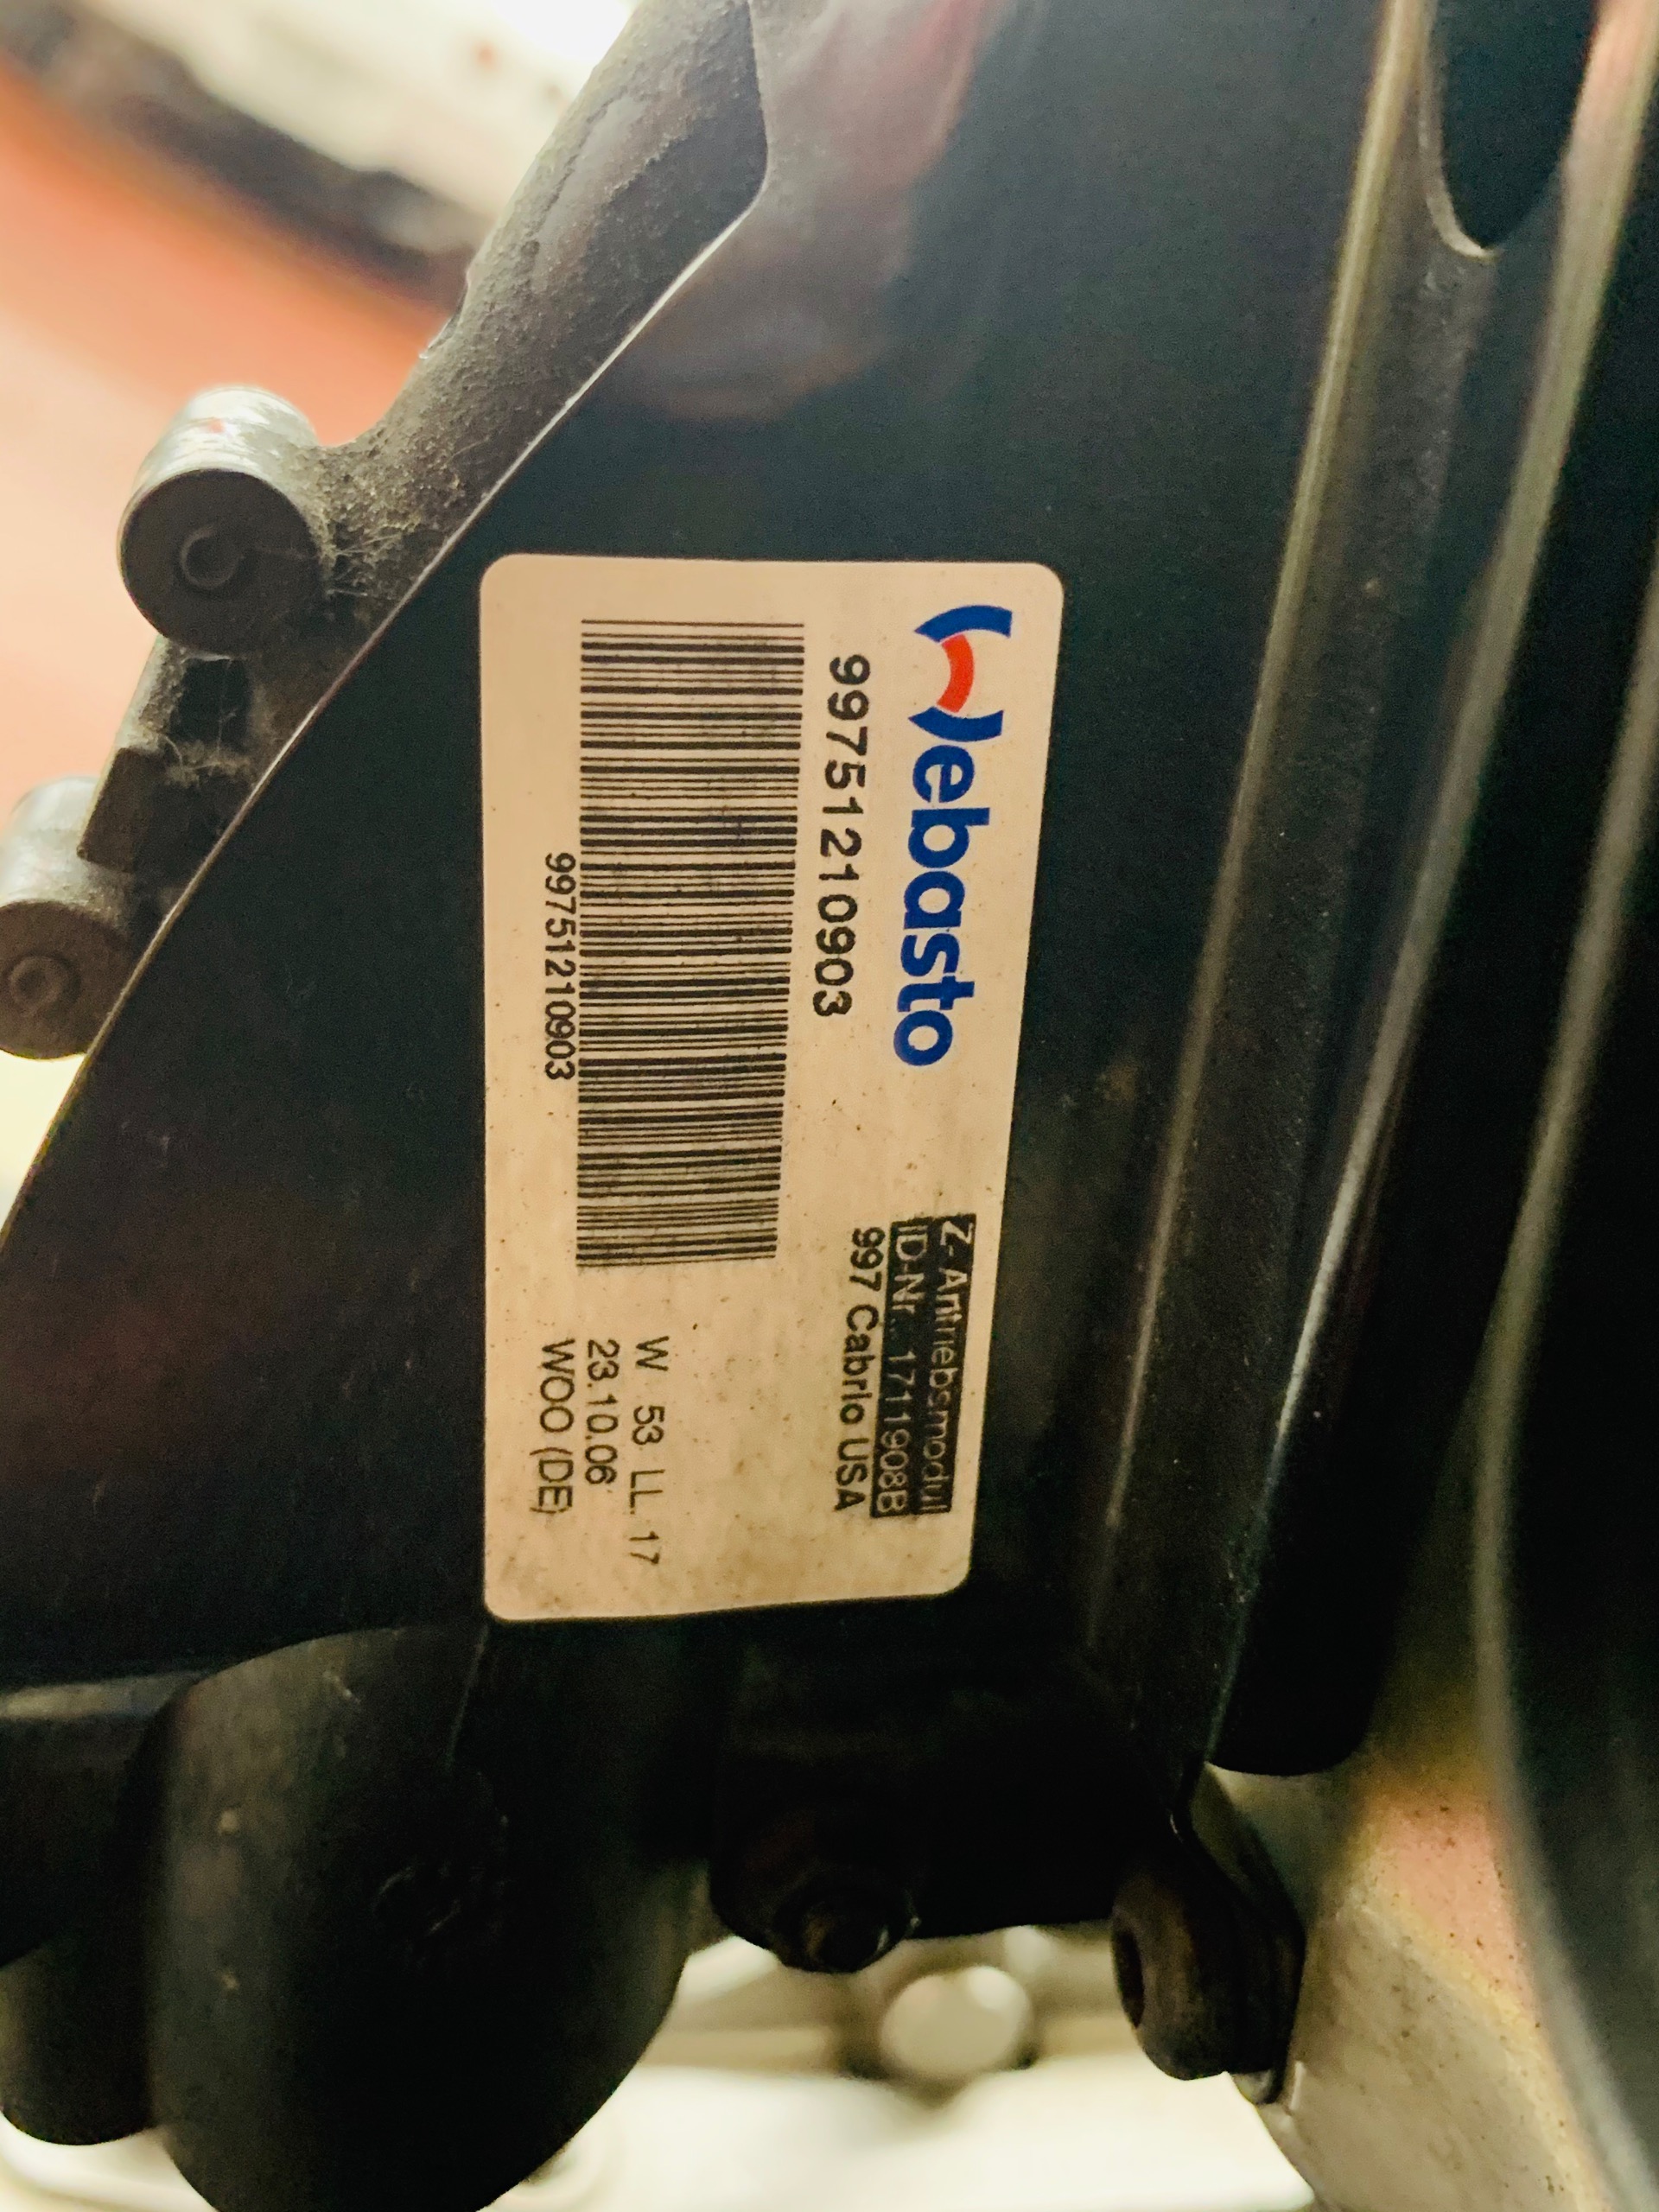 Webasto
99751210903
99751210903
Z-Antriebsmodul
ID-Nr. 1711908B
997 Cabrio USA
W 53 LL 17
23.10.06
WOO (DE)